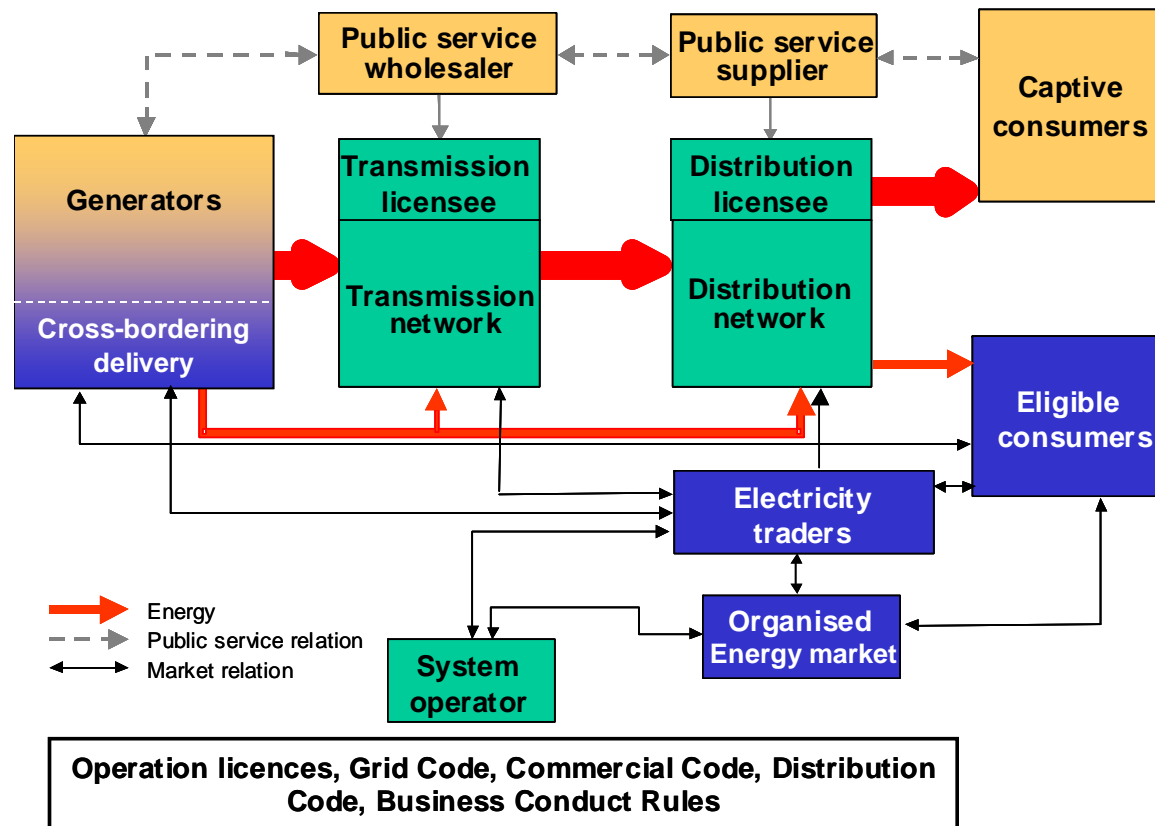 Public service
wholesaler
Public service
supplier
Captive
consumers
Generators
Cross-bordering
delivery
Transmission
licensee
Transmission
network
Distribution
licensee
Distribution
network
Eligible
consumers
Electricity
traders
Organised
Energy market
System
operator
Energy
Public service relation
Market relation
Operation licences, Grid Code, Commercial Code, Distribution
Code, Business Conduct Rules